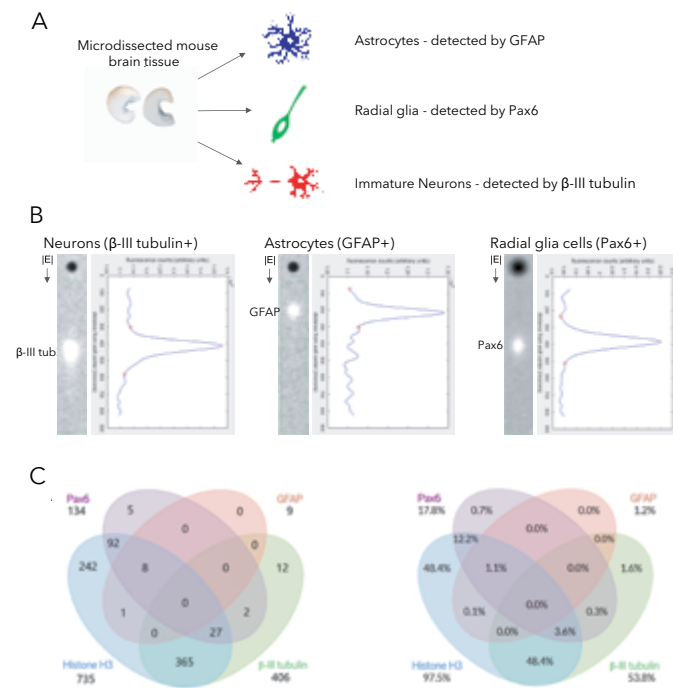 A
Microdissected mouse
brain tissue
Astrocytes - detected by GFAP
Radial glia - detected by Pax6
Immature Neurons - detected by β-III tubulin
B
Neurons (β-III tubulin+)
|E|
β-III tub
Astrocytes (GFAP+)
|E|
GFAP
Radial glia cells (Pax6+)
|E|
Pax6
C
Pax6
134
GFAP
9
5
0
0
92
0
242
8
0
12
0
1
2
0
27
365
Histone H3
735
β-III tubulin
406
Pax6
17.8%
GFAP
1.2%
0.7%
0.0%
0.0%
12.2%
0.0%
48.4%
1.1%
0.0%
1.6%
0.0%
0.1%
0.3%
0.0%
3.6%
48.4%
Histone H3
97.5%
β-III tubulin
53.8%